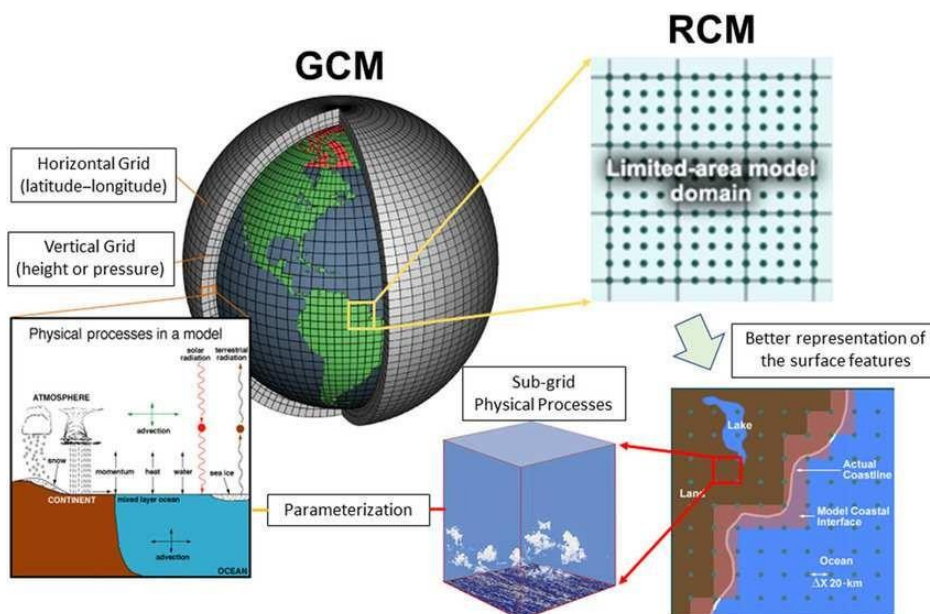 GCM
RCM
Horizontal Grid
(latitude–longitude)
Vertical Grid
(height or pressure)
Limited-area model
domain
Physical processes in a model
solar
radiation
terrestrial
radiation
ATMOSPHERE
advection
snow
momentum
heat
water
sea ice
CONTINENT
mixed layer ocean
advection
OCEAN
Parameterization
Sub-grid
Physical Processes
Better representation of
the surface features
Lake
Land
Actual
Coastline
Model Coastal
Interface
Ocean
ΔX 20-km